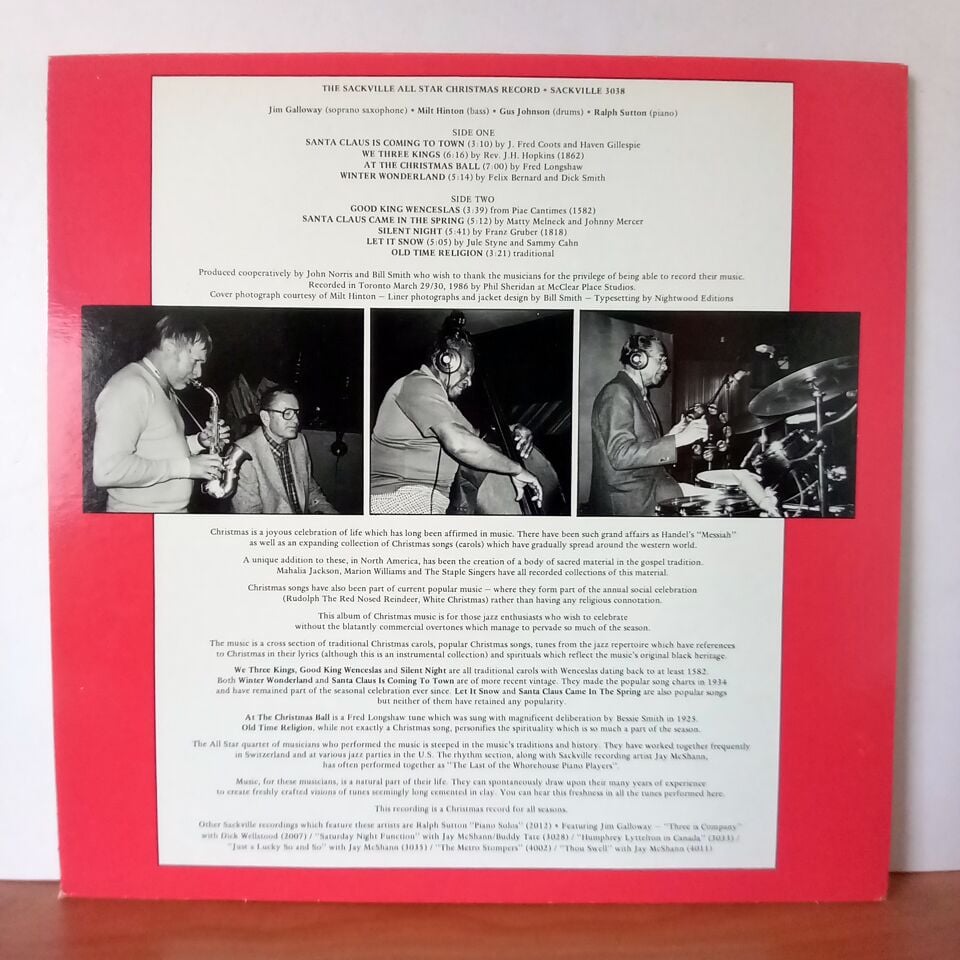 THE SACKVILLE ALL STAR CHRISTMAS RECORD • SACKVILLE 3038
Jim Galloway (soprano saxophone) • Milt Hinton (bass) • Gus Johnson (drums) • Ralph Sutton (piano)
SIDE ONE
SANTA CLAUS IS COMING TO TOWN (3:10) by J. Fred Coots and Haven Gillespie
WE THREE KINGS (6:16) by Rev. J.H. Hopkins (1862)
AT THE CHRISTMAS BALL (7:00) by Fred Longshaw
WINTER WONDERLAND (5:14) by Felix Bernard and Dick Smith
SIDE TWO
GOOD KING WENCESLAS (3:39) from Piae Cantimes (1582)
SANTA CLAUS CAME IN THE SPRING (5:12) by Matty Melneck and Johnny Mercer
SILENT NIGHT (5:41) by Franz Gruber (1818)
LET IT SNOW (5:05) by Jule Styne and Sammy Cahn
OLD TIME RELIGION (3:21) traditional
Produced cooperatively by John Norris and Bill Smith who wish to thank the musicians for the privilege of being able to record their music.
Recorded in Toronto March 29/30, 1986 by Phil Sheridan at McClear Place Studios.
Cover photograph courtesy of Milt Hinton — Liner photographs and jacket design by Bill Smith — Typesetting by Nightwood Editions
Christmas is a joyous celebration of life which has long been affirmed in music. There have been such grand affairs as Handel's "Messiah"
as well as an expanding collection of Christmas songs (carols) which have gradually spread around the western world.
A unique addition to these, in North America, has been the creation of a body of sacred material in the gospel tradition.
Mahalia Jackson, Marion Williams and The Staple Singers have all recorded collections of this material.
Christmas songs have also been part of current popular music — where they form part of the annual social celebration
(Rudolph The Red Nosed Reindeer, White Christmas) rather than having any religious connotation.
This album of Christmas music is for those jazz enthusiasts who wish to celebrate
without the blatantly commercial overtones which manage to pervade so much of the season.
The music is a cross section of traditional Christmas carols, popular Christmas songs, tunes from the jazz repertoire which have references
to Christmas in their lyrics (although this is an instrumental collection) and spirituals which reflect the music's original black heritage.
We Three Kings, Good King Wenceslas and Silent Night are all traditional carols with Wenceslas dating back to at least 1582.
Both Winter Wonderland and Santa Claus Is Coming To Town are of more recent vintage. They made the popular song charts in 1934
and have remained part of the seasonal celebration ever since. Let It Snow and Santa Claus Came In The Spring are also popular songs
but neither of them have retained any popularity.
At The Christmas Ball is a Fred Longshaw tune which was sung with magnificent deliberation by Bessie Smith in 1925.
Old Time Religion, while not exactly a Christmas song, personifies the spirituality which is so much a part of the season.
The All Star quartet of musicians who performed the music is steeped in the music's traditions and history. They have worked together frequently
in Switzerland and at various jazz parties in the U.S. The rhythm section, along with Sackville recording artist Jay McShann,
has often performed together as "The Last of the Whorehouse Piano Players".
Music, for these musicians, is a natural part of their life. They can spontaneously draw upon their many years of experience
to create freshly crafted visions of tunes seemingly long cemented in clay. You can hear this freshness in all the tunes performed here.
This recording is a Christmas record for all seasons.
Other Sackville recordings which feature these artists are Ralph Sutton "Piano Solos" (2012) • Featuring Jim Galloway — "Three is Company"
with Dick Wellstood (2007) / "Saturday Night Function" with Jay McShann/Buddy Tate (3028) / "Humphrey Lyttelton in Canada" (3033) /
"Just a Lucky So and So" with Jay McShann (3035) / "The Metro Stompers" (4002) / "Thou Swell" with Jay McShann (4011)